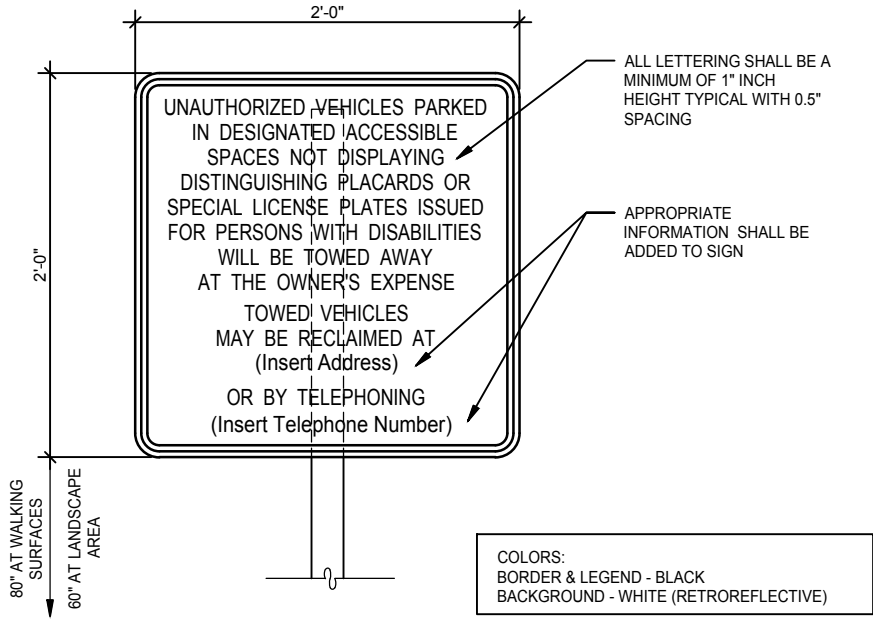 2'-0"
UNAUTHORIZED VEHICLES PARKED
IN DESIGNATED ACCESSIBLE
SPACES NOT DISPLAYING
DISTINGUISHING PLACARDS OR
SPECIAL LICENSE PLATES ISSUED
FOR PERSONS WITH DISABILITIES
WILL BE TOWED AWAY
AT THE OWNER'S EXPENSE
TOWED VEHICLES
MAY BE RECLAIMED AT
(Insert Address)
OR BY TELEPHONING
(Insert Telephone Number)
ALL LETTERING SHALL BE A
MINIMUM OF 1" INCH
HEIGHT TYPICAL WITH 0.5"
SPACING
APPROPRIATE
INFORMATION SHALL BE
ADDED TO SIGN
2'-0"
80" AT WALKING
SURFACES
60" AT LANDSCAPE
AREA
COLORS:
BORDER & LEGEND - BLACK
BACKGROUND - WHITE (RETROREFLECTIVE)